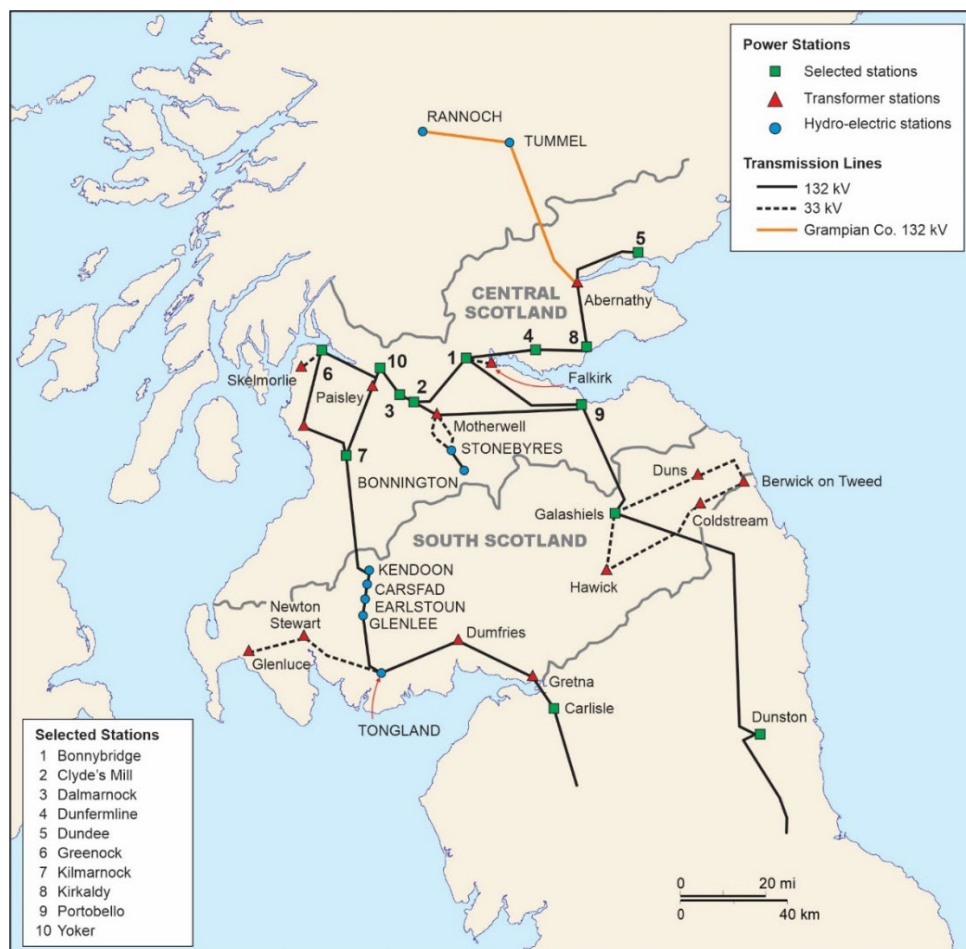 Power Stations
Selected stations
Transformer stations
Hydro-electric stations
Transmission Lines
132 kV
33 kV
Grampian Co. 132 kV
RANNOCH
TUMMEL
5
CENTRAL
SCOTLAND
Abernathy
4
8
1
10
6
Skelmorlie
Paisley
3
2
Falkirk
9
Motherwell
7
STONEBYRES
BONNINGTON
Duns
Berwick on Tweed
Galashiels
Coldstream
SOUTH SCOTLAND
Hawick
KENDOON
CARSFAD
EARLSTOUN
GLENLEE
Newton
Stewart
Glenluce
Dumfries
Gretna
Carlisle
TONGLAND
Dunston
Selected Stations
1 Bonnybridge
2 Clyde's Mill
3 Dalmarnock
4 Dunfermline
5 Dundee
6 Greenock
7 Kilmarnock
8 Kirkaldy
9 Portobello
10 Yoker
0 20 mi
0 40 km